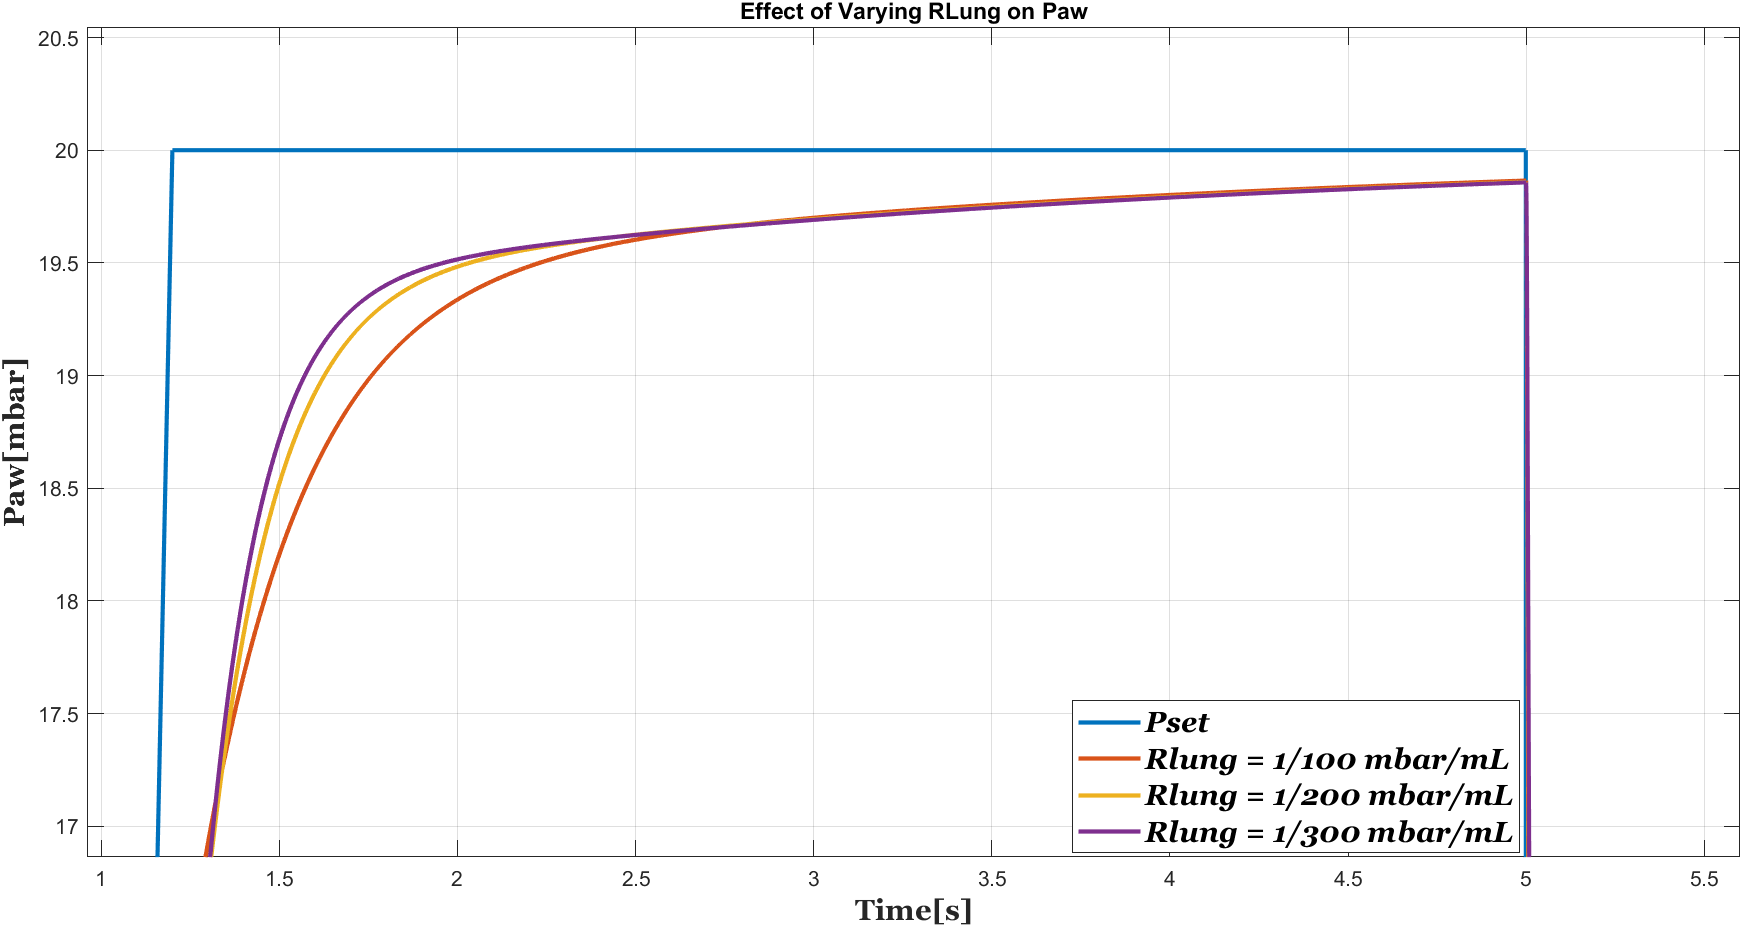 Effect of Varying RLung on Paw
20.5
20
19.5
19
18.5
18
17.5
17
Paw[mbar]
Pset
Rlung = 1/100 mbar/mL
Rlung = 1/200 mbar/mL
Rlung = 1/300 mbar/mL
1 1.5 2 2.5 3 3.5 4 4.5 5 5.5
Time[s]